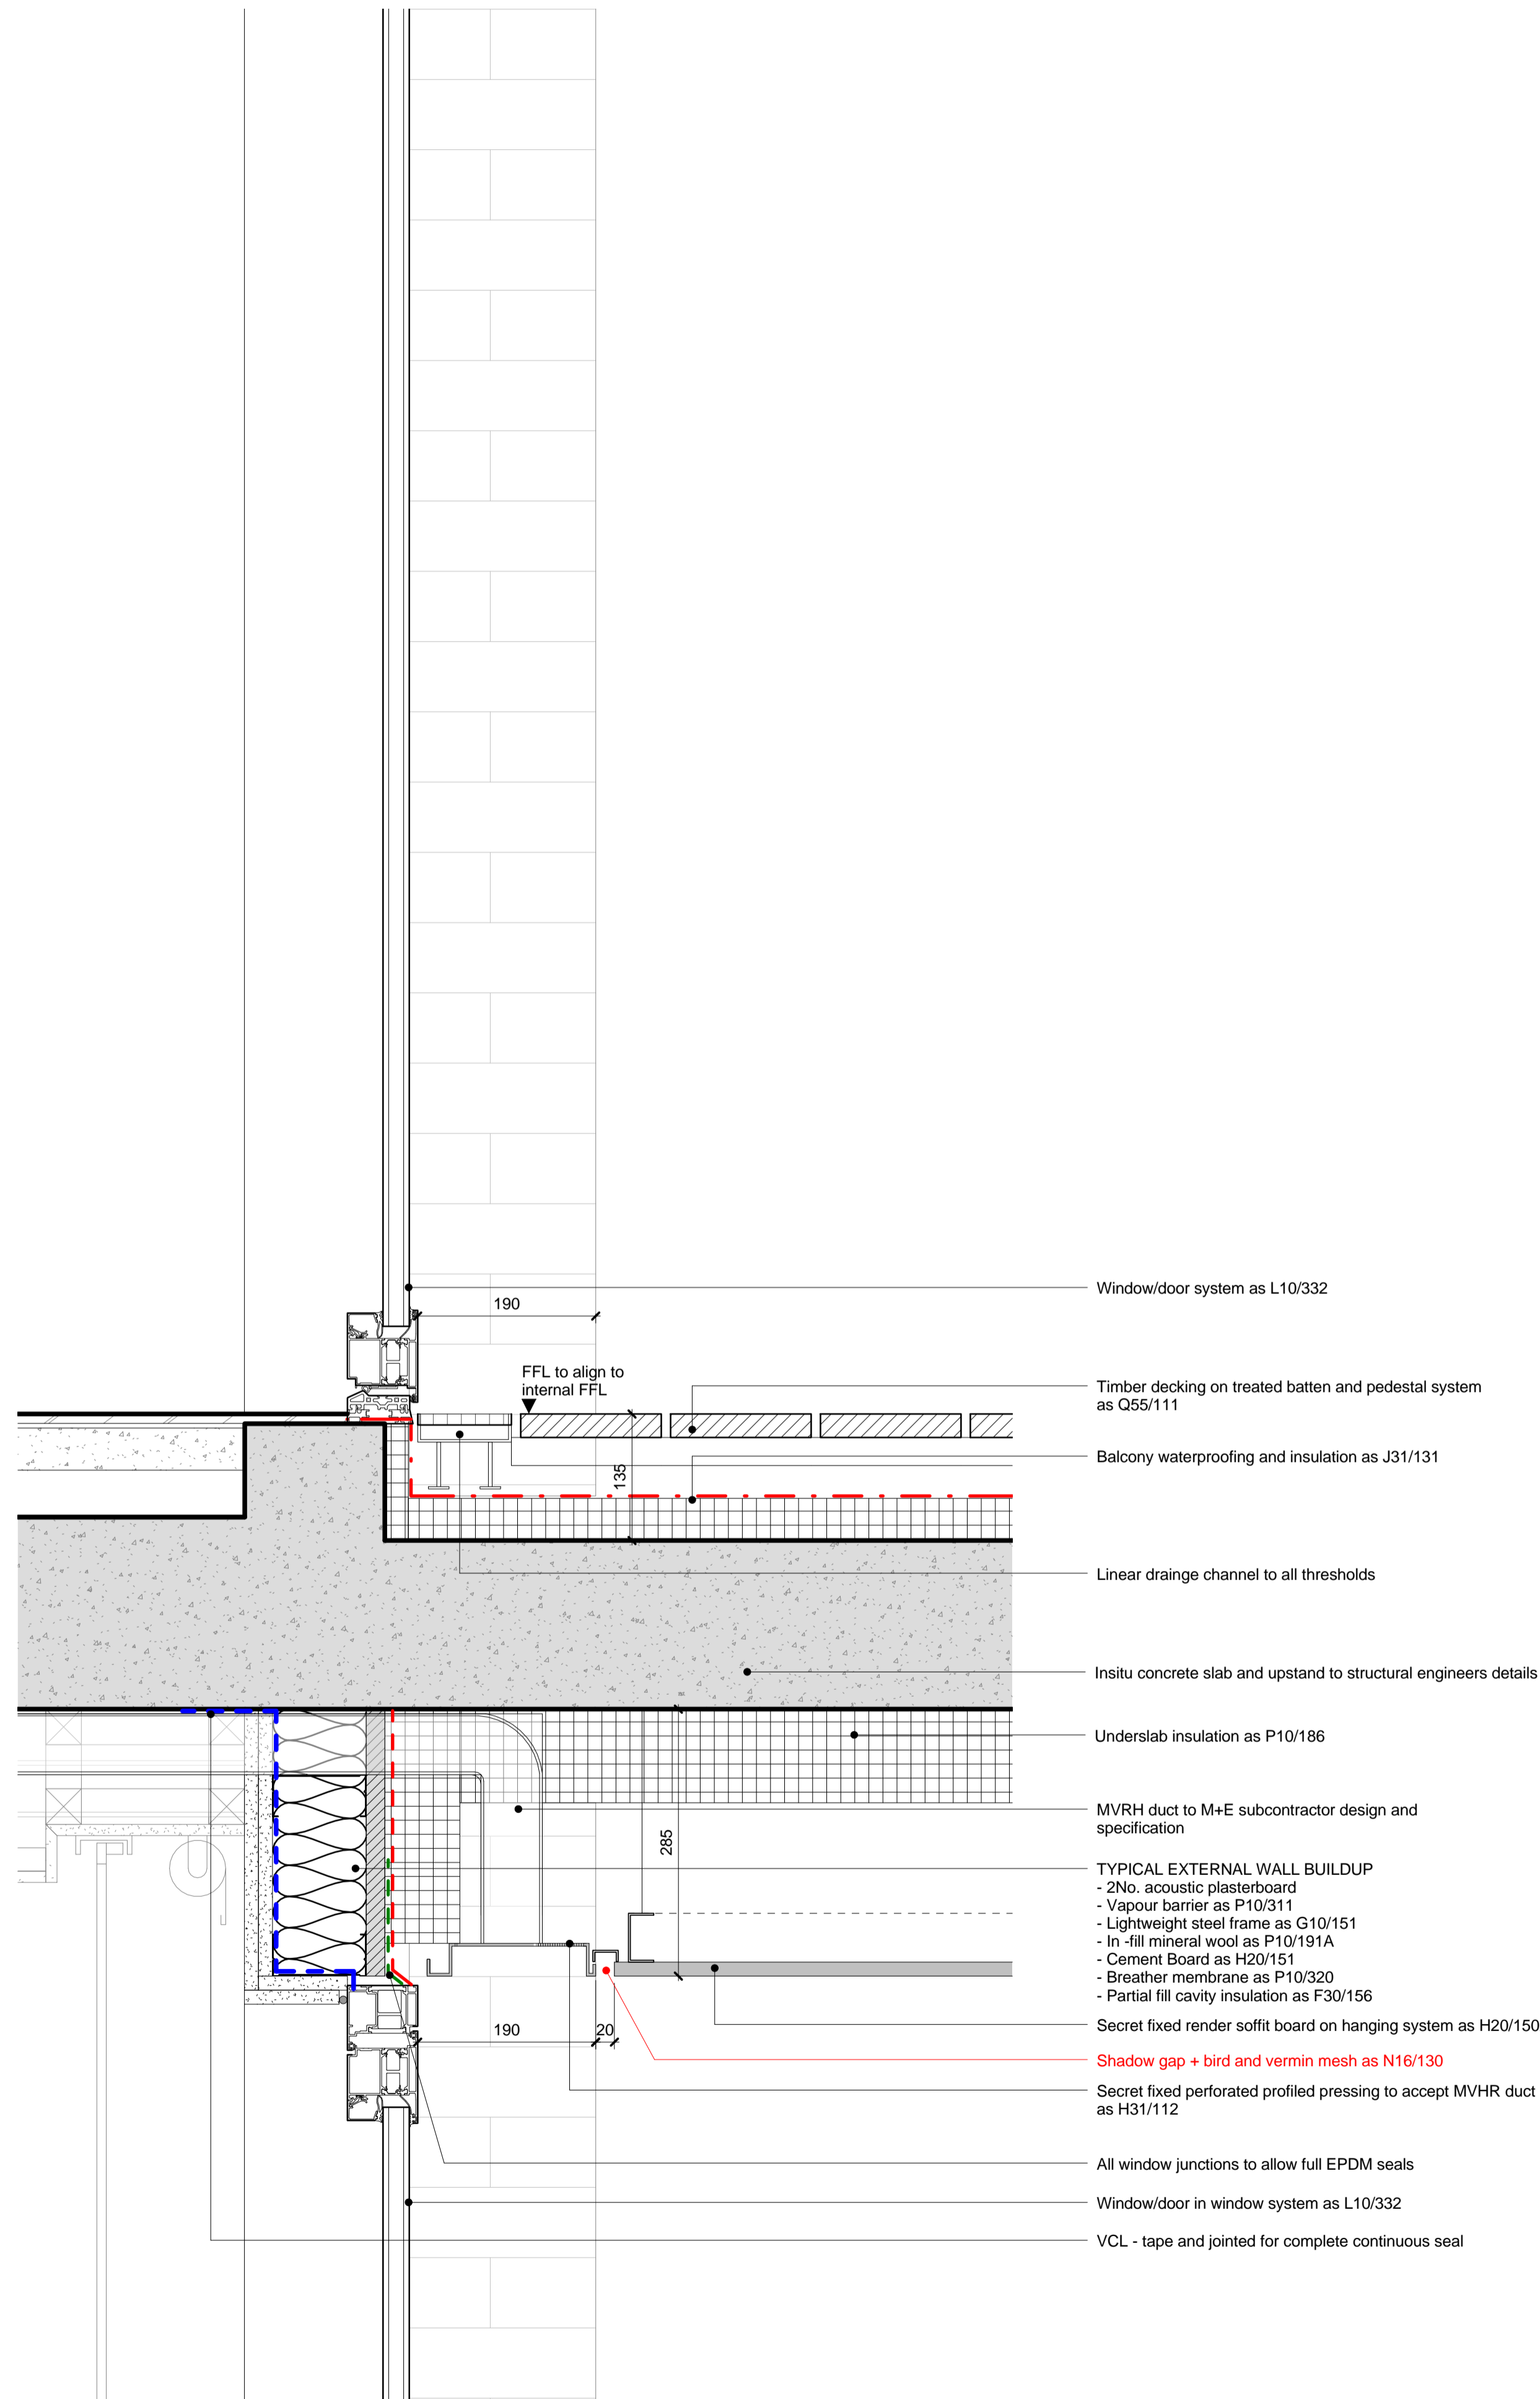 Window/door system as L10/332
190
FFL to align to
internal FFL
Timber decking on treated batten and pedestal system
as Q55/111
Balcony waterproofing and insulation as J31/131
135
Linear drainge channel to all thresholds
Insitu concrete slab and upstand to structural engineers details
Underslab insulation as P10/186
MVRH duct to M+E subcontractor design and
specification
285
TYPICAL EXTERNAL WALL BUILDUP
- 2No. acoustic plasterboard
- Vapour barrier as P10/311
- Lightweight steel frame as G10/151
- In -fill mineral wool as P10/191A
- Cement Board as H20/151
- Breather membrane as P10/320
- Partial fill cavity insulation as F30/156
190
20
Secret fixed render soffit board on hanging system as H20/150
Shadow gap + bird and vermin mesh as N16/130
Secret fixed perforated profiled pressing to accept MVHR duct
as H31/112
All window junctions to allow full EPDM seals
Window/door in window system as L10/332
VCL - tape and jointed for complete continuous seal